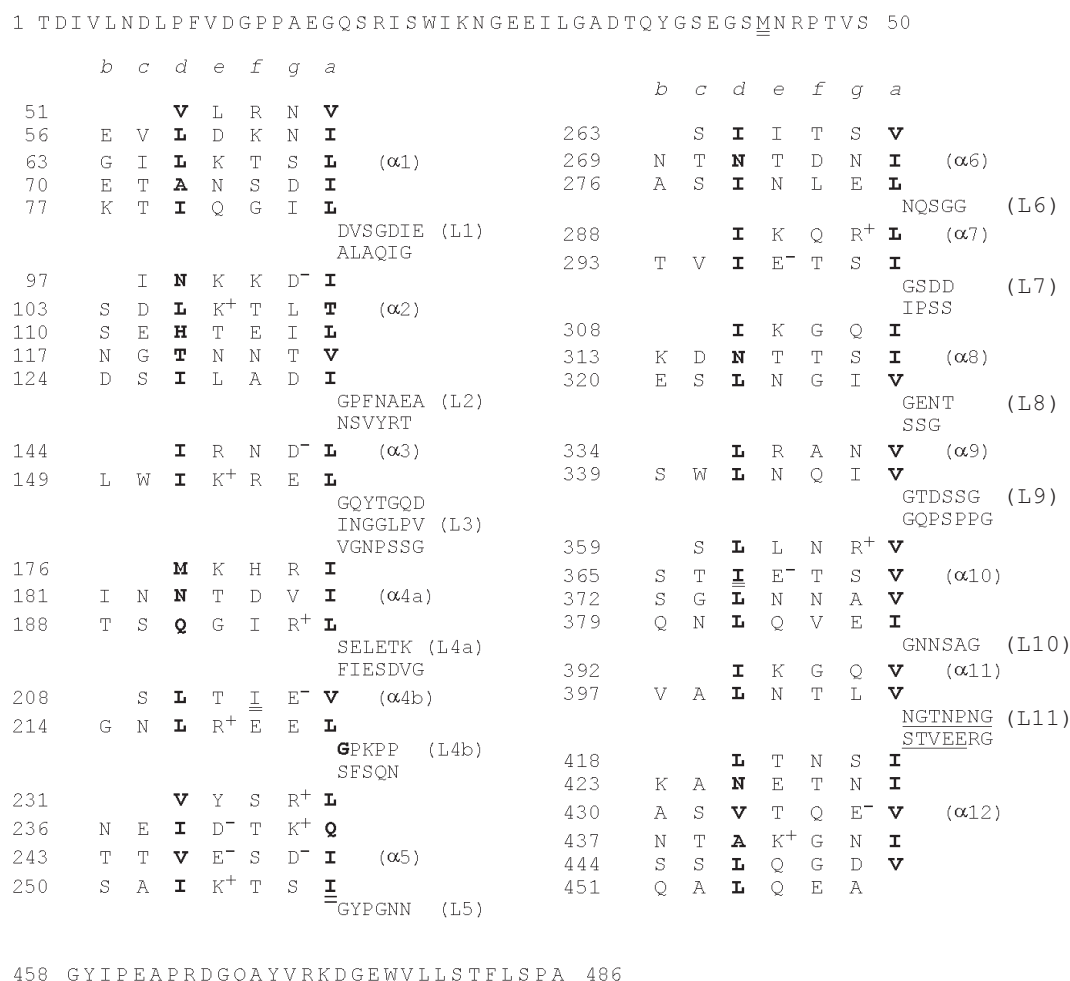 1 TDIVLNDLPFVDGPPAEGQSRISWIKNGEEILGADTQYGSEGSMNRPTVS 50
b c d e f g a
51 V L R N V
56 E V L D K N I
63 G I L K T S L (α1)
70 E T A N S D I
77 K T I Q G I L
DVSGDIE (L1)
ALAQIG
97 I N K K D⁻ I
103 S D L K⁺ T L T (α2)
110 S E H T E I L
117 N G T N N T V
124 D S I L A D I
GPFNAEA (L2)
NSVYRT
144 I R N D⁻ L (α3)
149 L W I K⁺ R E L
GQYTGQD
INGGLPV (L3)
VGNPSSG
176 M K H R I
181 I N N T D V I (α4a)
188 T S Q G I R⁺ L
SELETK (L4a)
FIESDVG
208 S L T I E⁻ V (α4b)
214 G N L R⁺ E E L
GPKPP (L4b)
SFSQN
231 V Y S R⁺ L
236 N E I D⁻ T K⁺ Q
243 T T V E⁻ S D⁻ I (α5)
250 S A I K⁺ T S I
GYPGNN (L5)
b c d e f g a
263 S I I T S V
269 N T N T D N I (α6)
276 A S I N L E L
NQSGG (L6)
288 I K Q R⁺ L (α7)
293 T V I E⁻ T S I
GSDD (L7)
IPSS
308 I K G Q I
313 K D N T T S I (α8)
320 E S L N G I V
GENT (L8)
SSG
334 L R A N V (α9)
339 S W L N Q I V
GTDSSG (L9)
GQPSPPG
359 S L L N R⁺ V
365 S T I E⁻ T S V (α10)
372 S G L N N A V
379 Q N L Q V E I
GNNSAG (L10)
392 I K G Q V (α11)
397 V A L N T L V
NGTNPNG (L11)
STVEERG
418 L T N S I
423 K A N E T N I
430 A S V T Q E⁻ V (α12)
437 N T A K⁺ G N I
444 S S L Q G D V
451 Q A L Q E A
458 GYIPEAPRDGOAYVRKDGEWVLLSTFLSPA 486